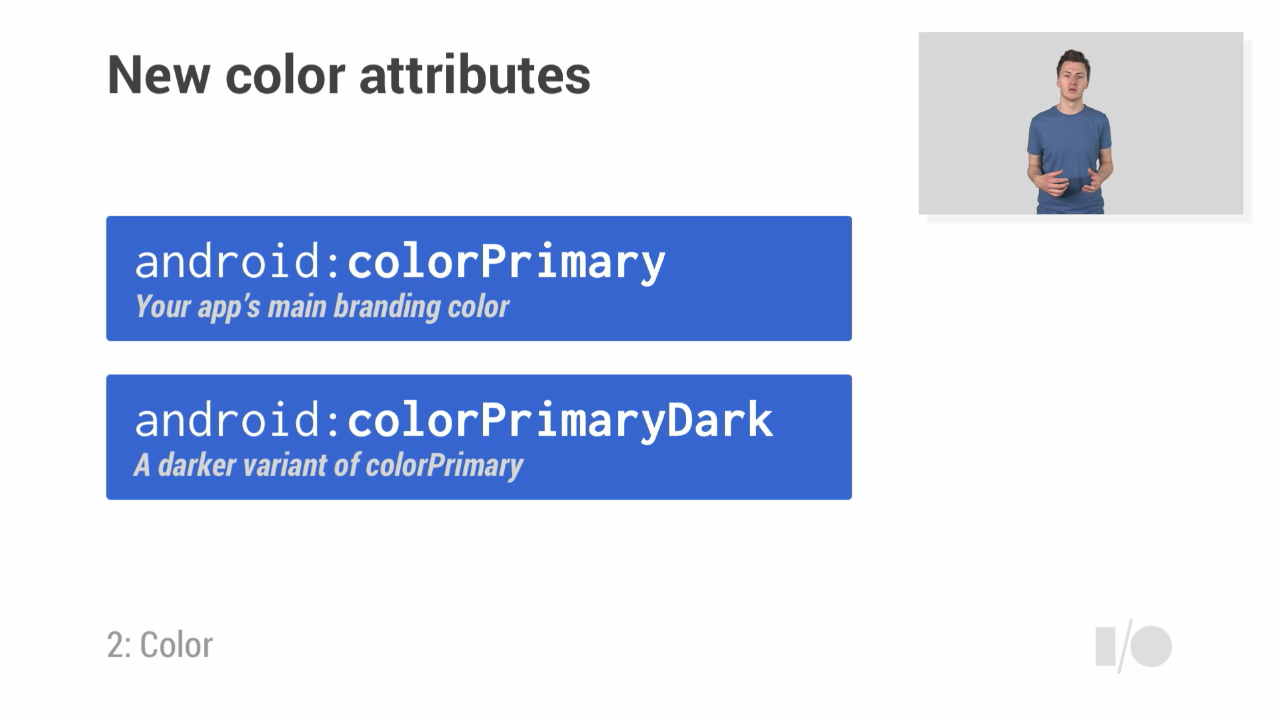 New color attributes
android:colorPrimary
Your app’s main branding color
android:colorPrimaryDark
A darker variant of colorPrimary
2: Color
I/O